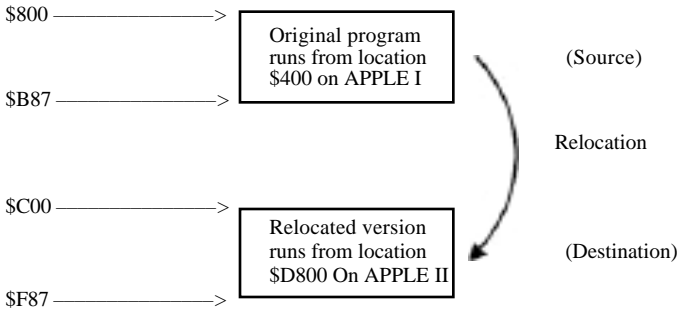 $800
Original program
runs from location
$400 on APPLE I
(Source)
$B87
Relocation
$C00
Relocated version
runs from location
$D800 On APPLE II
(Destination)
$F87